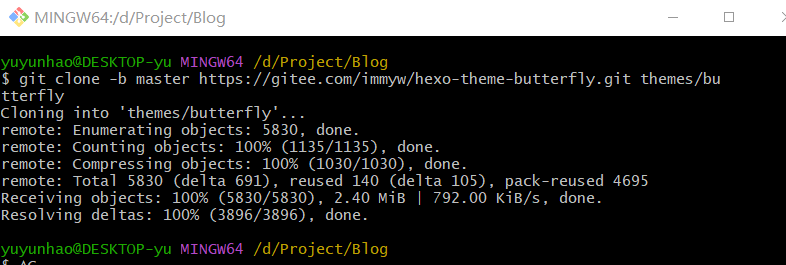 MINGW64:/d/Project/Blog
yuyunhao@DESKTOP-yu MINGW64 /d/Project/Blog
$ git clone -b master https://gitee.com/immyw/hexo-theme-butterfly.git themes/bu
tterfly
Cloning into 'themes/butterfly'...
remote: Enumerating objects: 5830, done.
remote: Counting objects: 100% (1135/1135), done.
remote: Compressing objects: 100% (1030/1030), done.
remote: Total 5830 (delta 691), reused 140 (delta 105), pack-reused 4695
Receiving objects: 100% (5830/5830), 2.40 MiB | 792.00 KiB/s, done.
Resolving deltas: 100% (3896/3896), done.
yuyunhao@DESKTOP-yu MINGW64 /d/Project/Blog
$